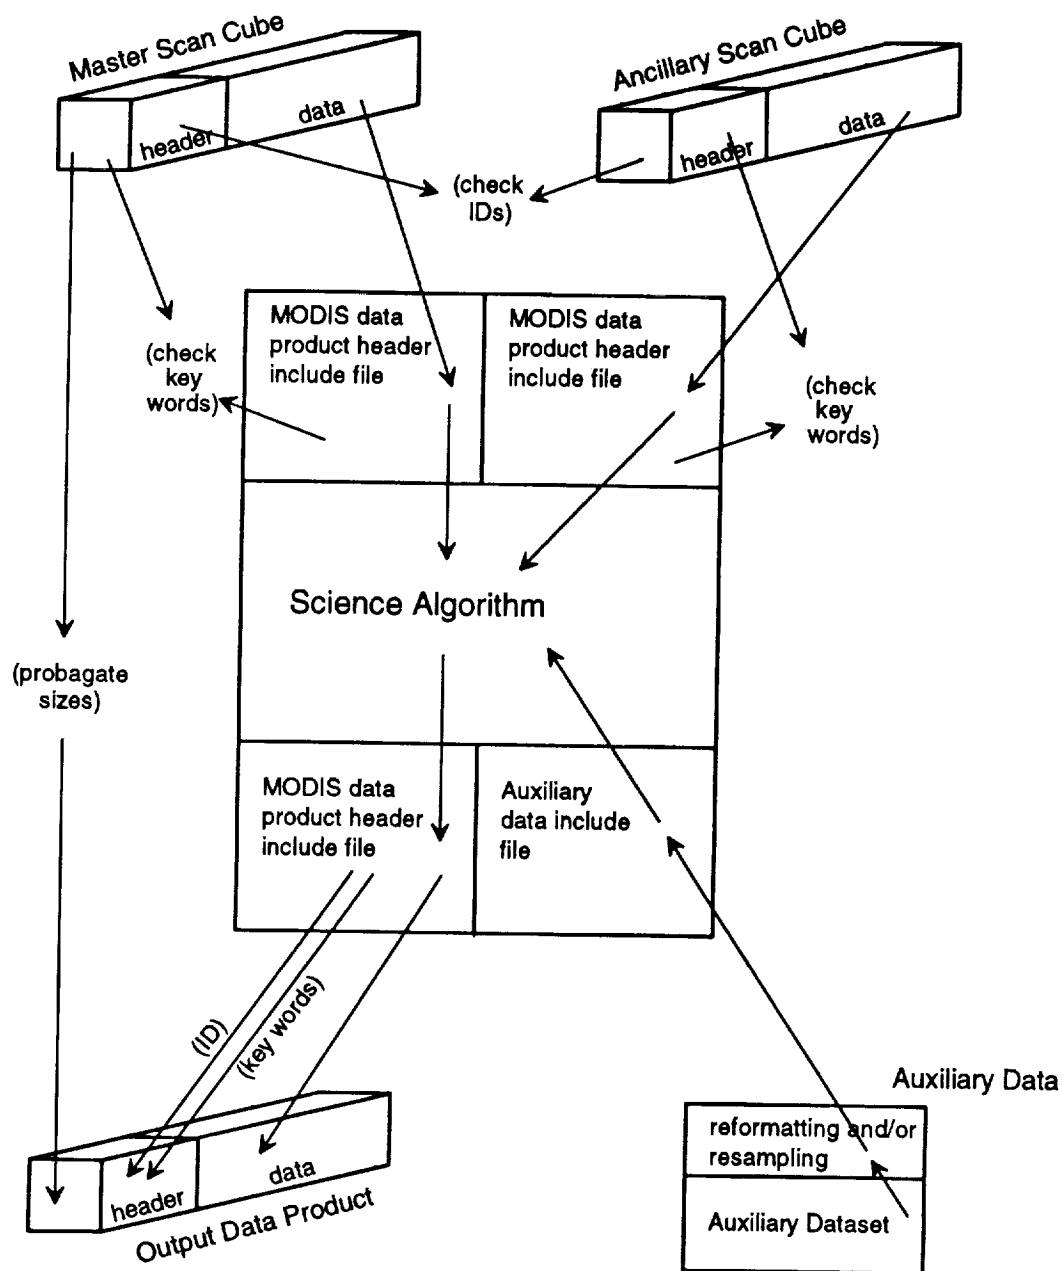 Master Scan Cube
header
data
Ancillary Scan Cube
header
data
(check
IDs)
MODIS data
product header
include file
MODIS data
product header
include file
(check
key
words)
(check
key
words)
Science Algorithm
(probagate
sizes)
MODIS data
product header
include file
Auxiliary
data include
file
(ID)
(key words)
header
data
Output Data Product
Auxiliary Data
reformatting and/or
resampling
Auxiliary Dataset